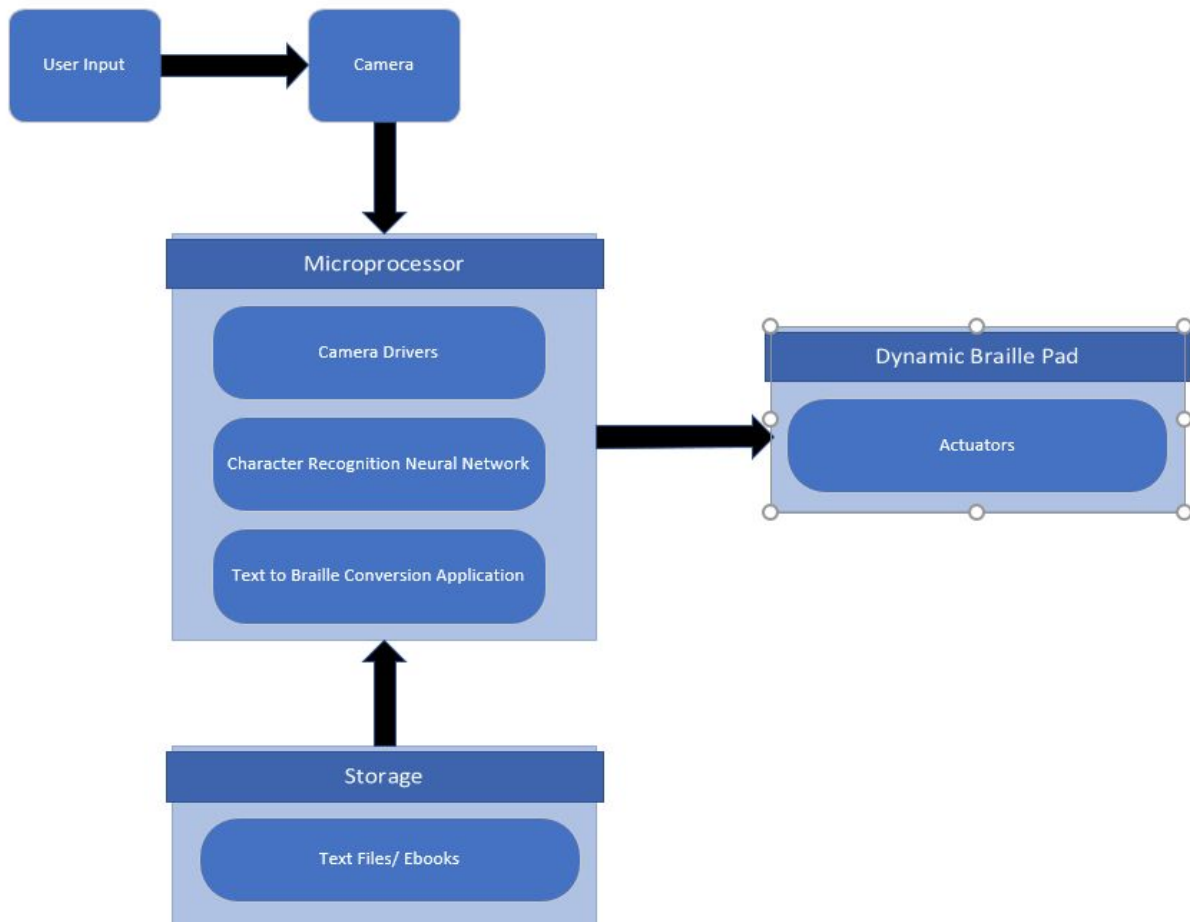 User Input
Camera
Microprocessor
Camera Drivers
Character Recognition Neural Network
Text to Braille Conversion Application
Dynamic Braille Pad
Actuators
Storage
Text Files/ Ebooks